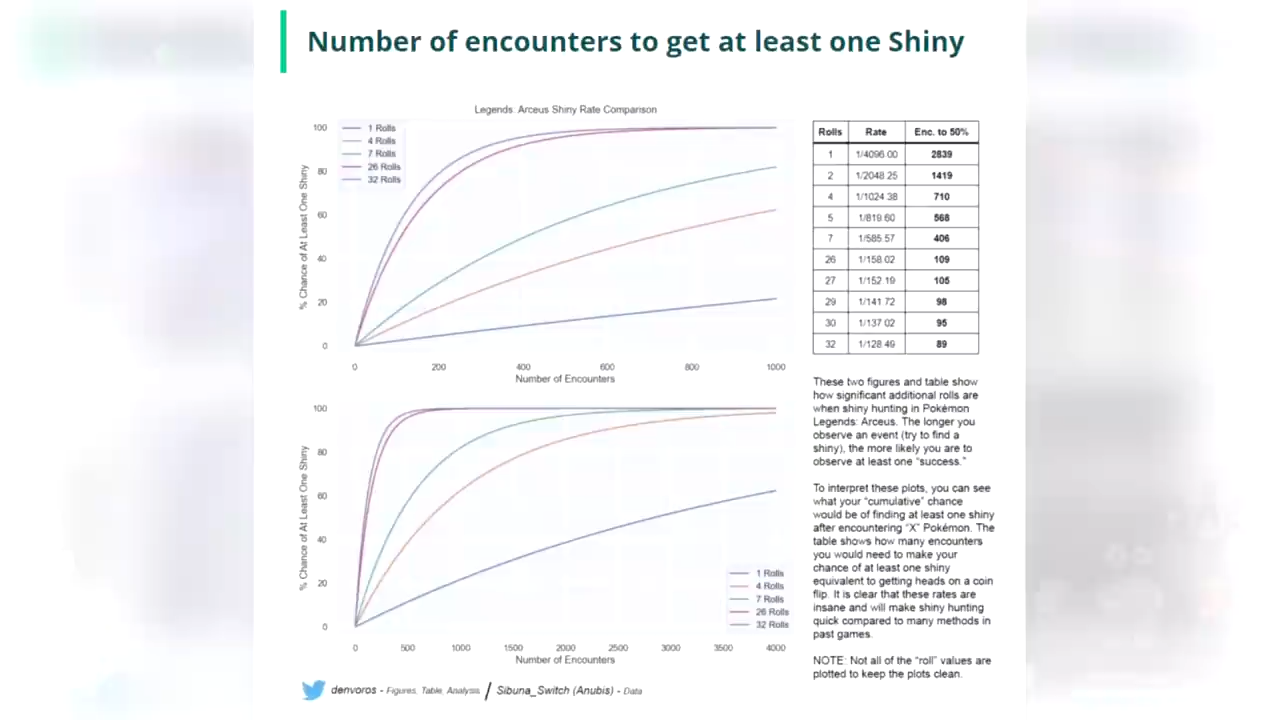 Number of encounters to get at least one Shiny
Legends: Arceus Shiny Rate Comparison
% Chance of At Least One Shiny
100
80
60
40
20
0
1 Rolls
4 Rolls
7 Rolls
26 Rolls
32 Rolls
0 200 400 600 800 1000
Number of Encounters
% Chance of At Least One Shiny
100
80
60
40
20
0
1 Rolls
4 Rolls
7 Rolls
26 Rolls
32 Rolls
0 500 1000 1500 2000 2500 3000 3500 4000
Number of Encounters
Rolls Rate Enc. to 50%
1 1/4096.00 2839
2 1/2048.25 1419
4 1/1024.38 710
5 1/819.60 568
7 1/585.57 406
26 1/158.02 109
27 1/152.19 105
29 1/141.72 98
30 1/137.02 95
32 1/128.49 89
These two figures and table show
how significant additional rolls are
when shiny hunting in Pokémon
Legends: Arceus. The longer you
observe an event (try to find a
shiny), the more likely you are to
observe at least one “success.”
To interpret these plots, you can see
what your “cumulative” chance
would be of finding at least one shiny
after encountering “X” Pokémon. The
table shows how many encounters
you would need to make your
chance of at least one shiny
equivalent to getting heads on a coin
flip. It is clear that these rates are
insane and will make shiny hunting
quick compared to many methods in
past games.
NOTE: Not all of the “roll” values are
plotted to keep the plots clean.
denvoros - Figures, Table, Analysis / Sibuna_Switch (Anubis) - Data